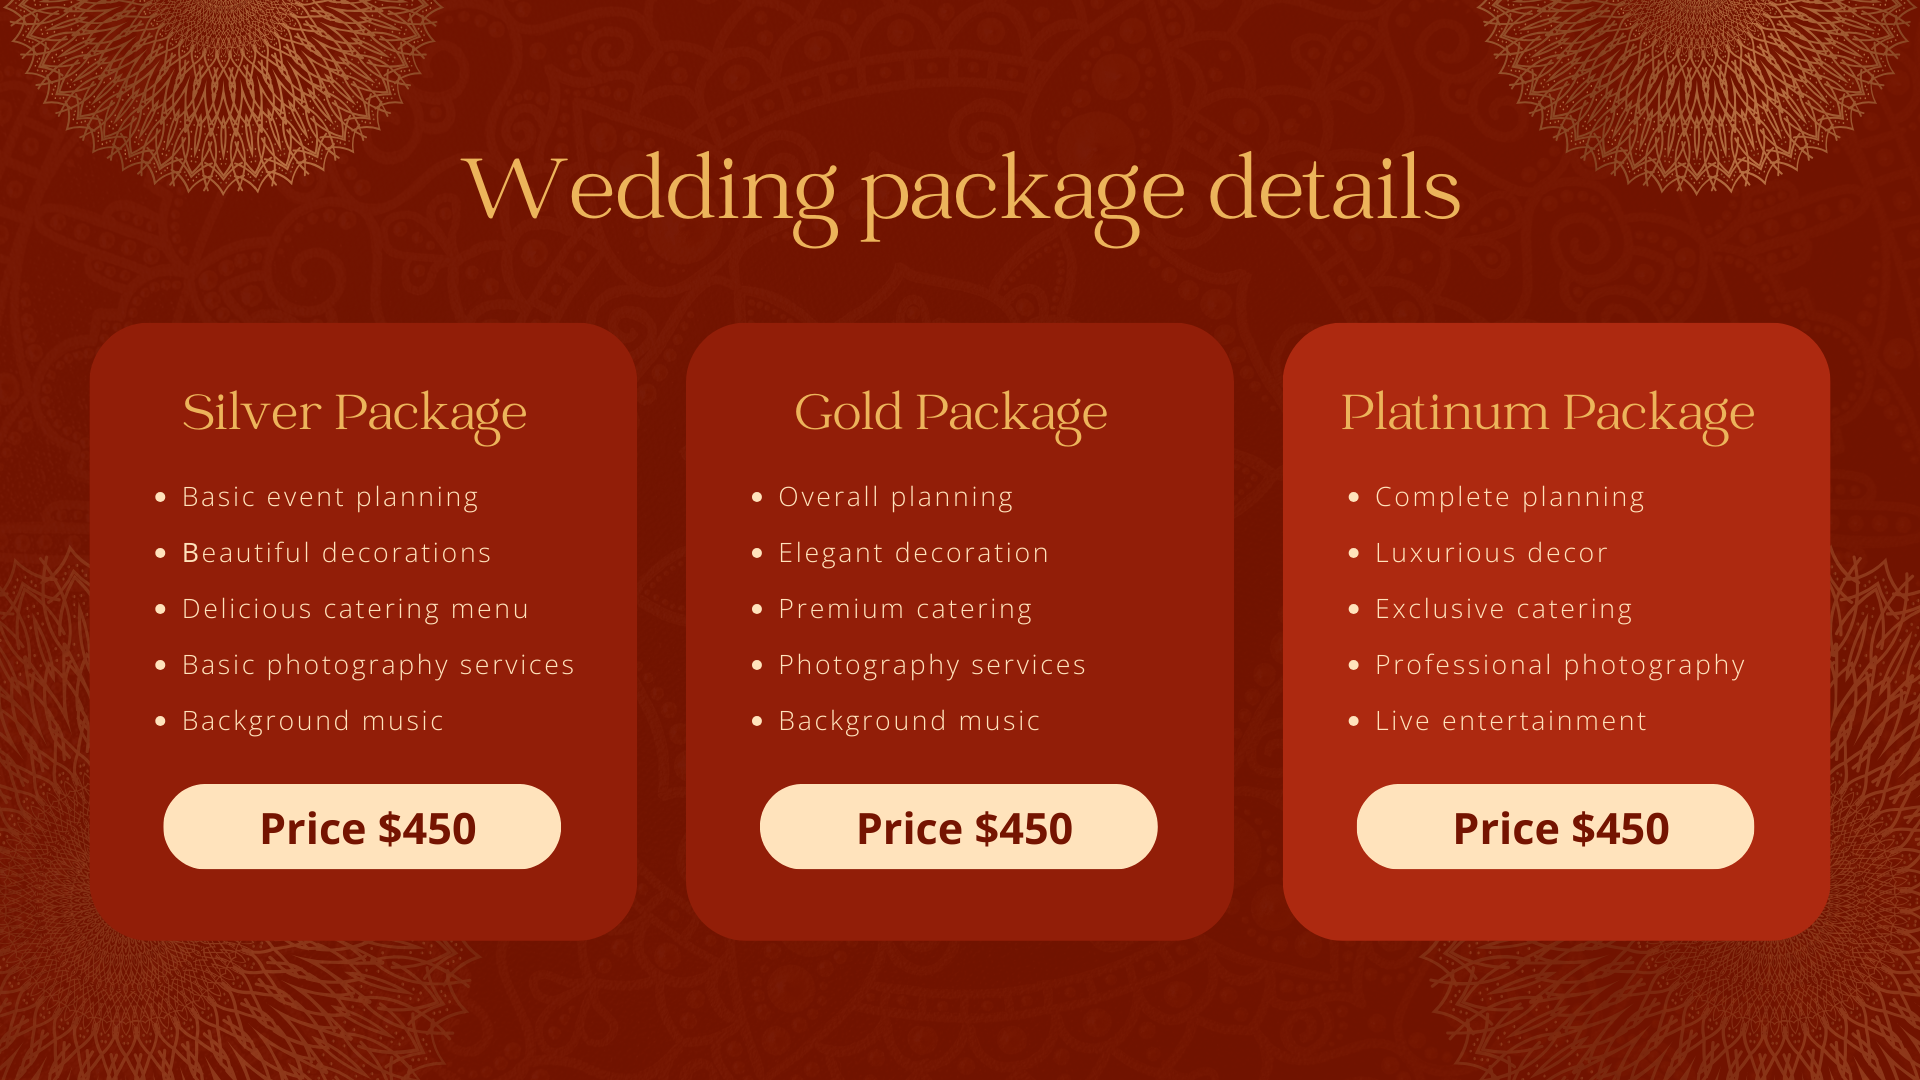 Wedding package details
Silver Package
Basic event planning
Beautiful decorations
Delicious catering menu
Basic photography services
Background music
Price $450
Gold Package
Overall planning
Elegant decoration
Premium catering
Photography services
Background music
Price $450
Platinum Package
Complete planning
Luxurious decor
Exclusive catering
Professional photography
Live entertainment
Price $450